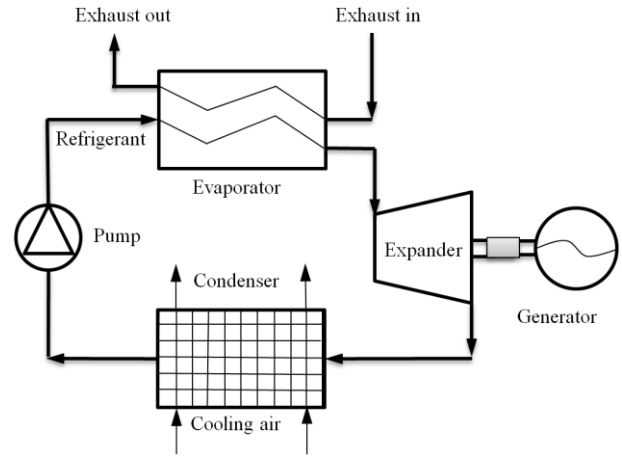 Exhaust out
Exhaust in
Refrigerant
Evaporator
Pump
Expander
Condenser
Generator
Cooling air